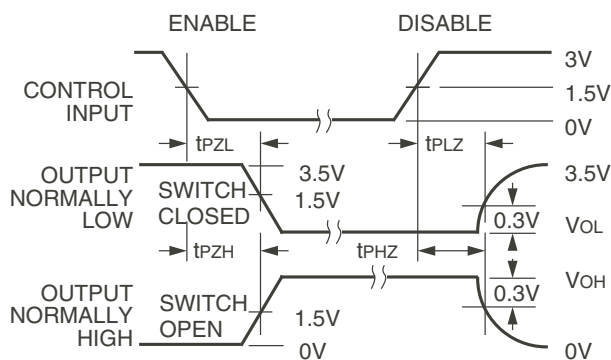 ENABLE DISABLE
CONTROL
INPUT
3V
1.5V
0V
tPZL tPLZ
OUTPUT
NORMALLY
LOW
SWITCH
CLOSED
3.5V
1.5V
3.5V
0.3V
VOL
tPZH tPHZ
OUTPUT
NORMALLY
HIGH
SWITCH
OPEN
1.5V
0V
VOH
0.3V
0V